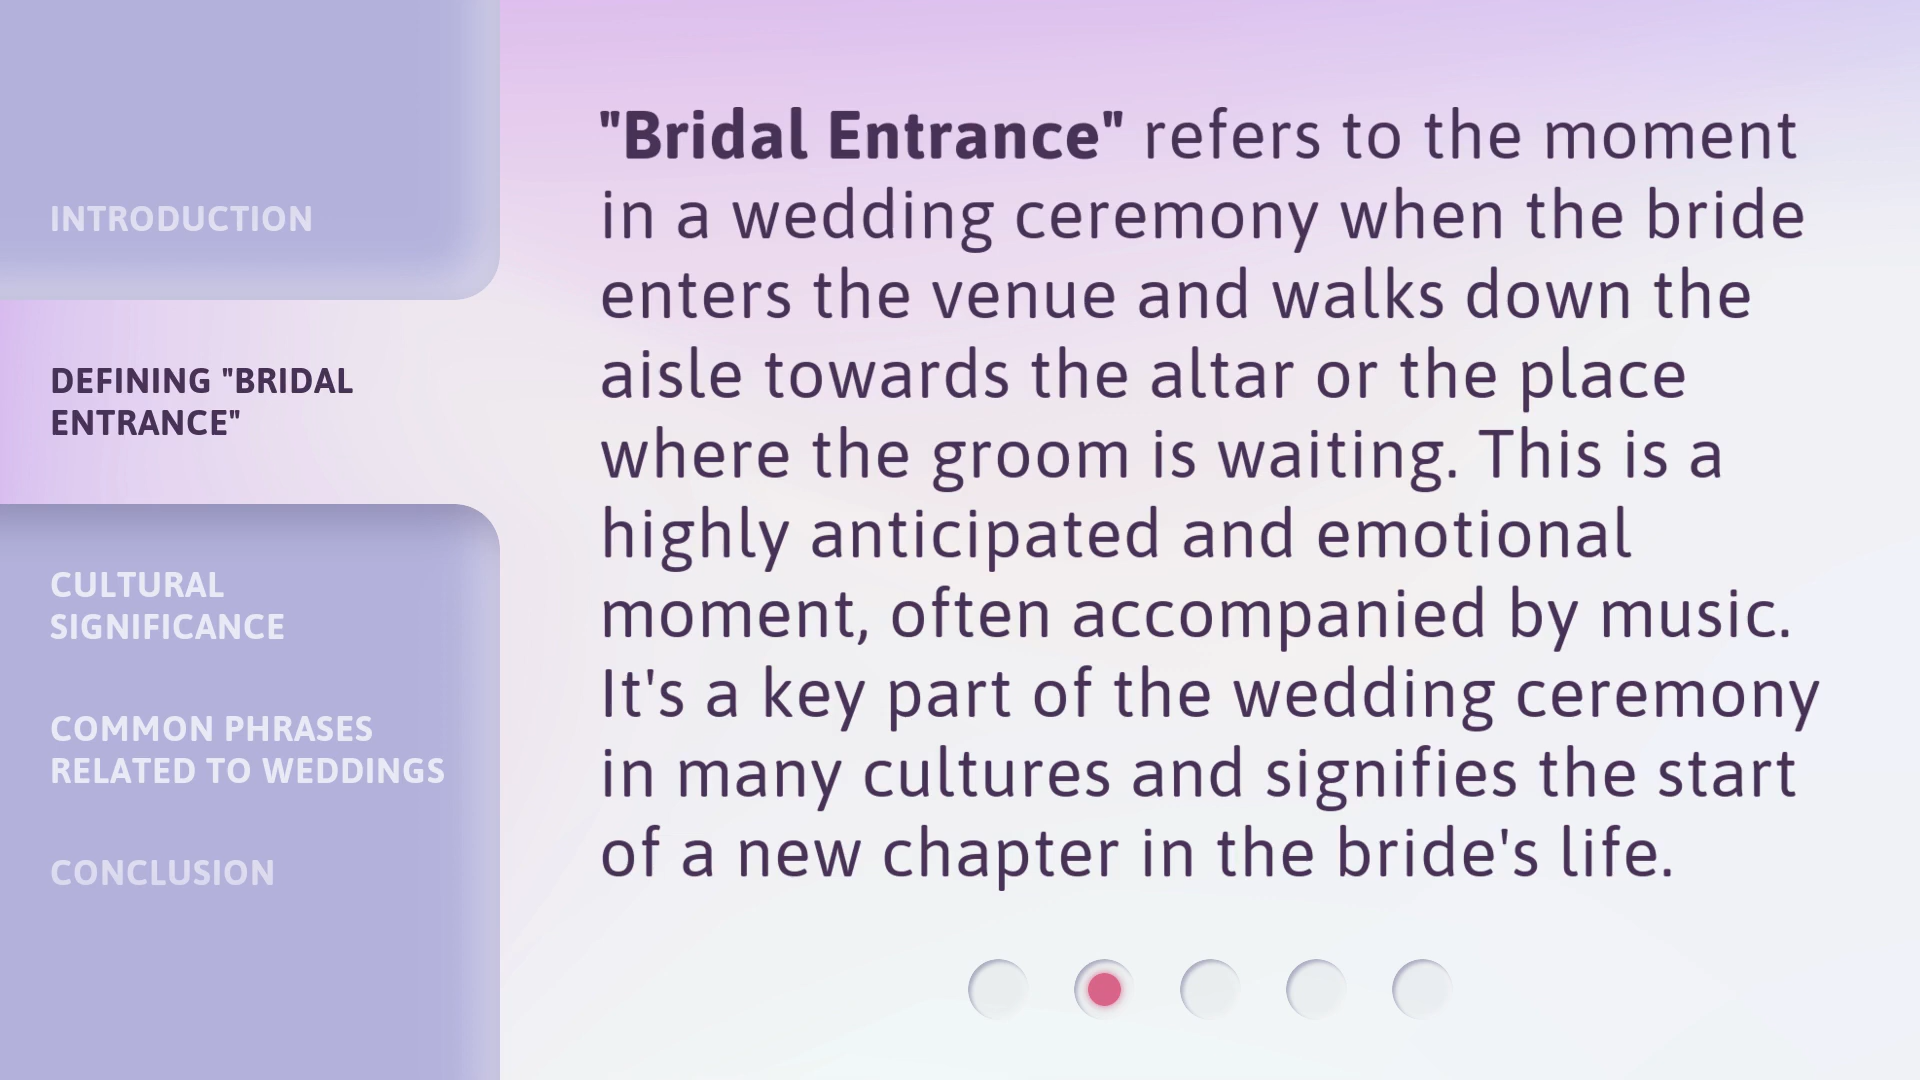 INTRODUCTION
DEFINING "BRIDAL
ENTRANCE"
CULTURAL
SIGNIFICANCE
COMMON PHRASES
RELATED TO WEDDINGS
CONCLUSION
"Bridal Entrance" refers to the moment
in a wedding ceremony when the bride
enters the venue and walks down the
aisle towards the altar or the place
where the groom is waiting. This is a
highly anticipated and emotional
moment, often accompanied by music.
It's a key part of the wedding ceremony
in many cultures and signifies the start
of a new chapter in the bride's life.